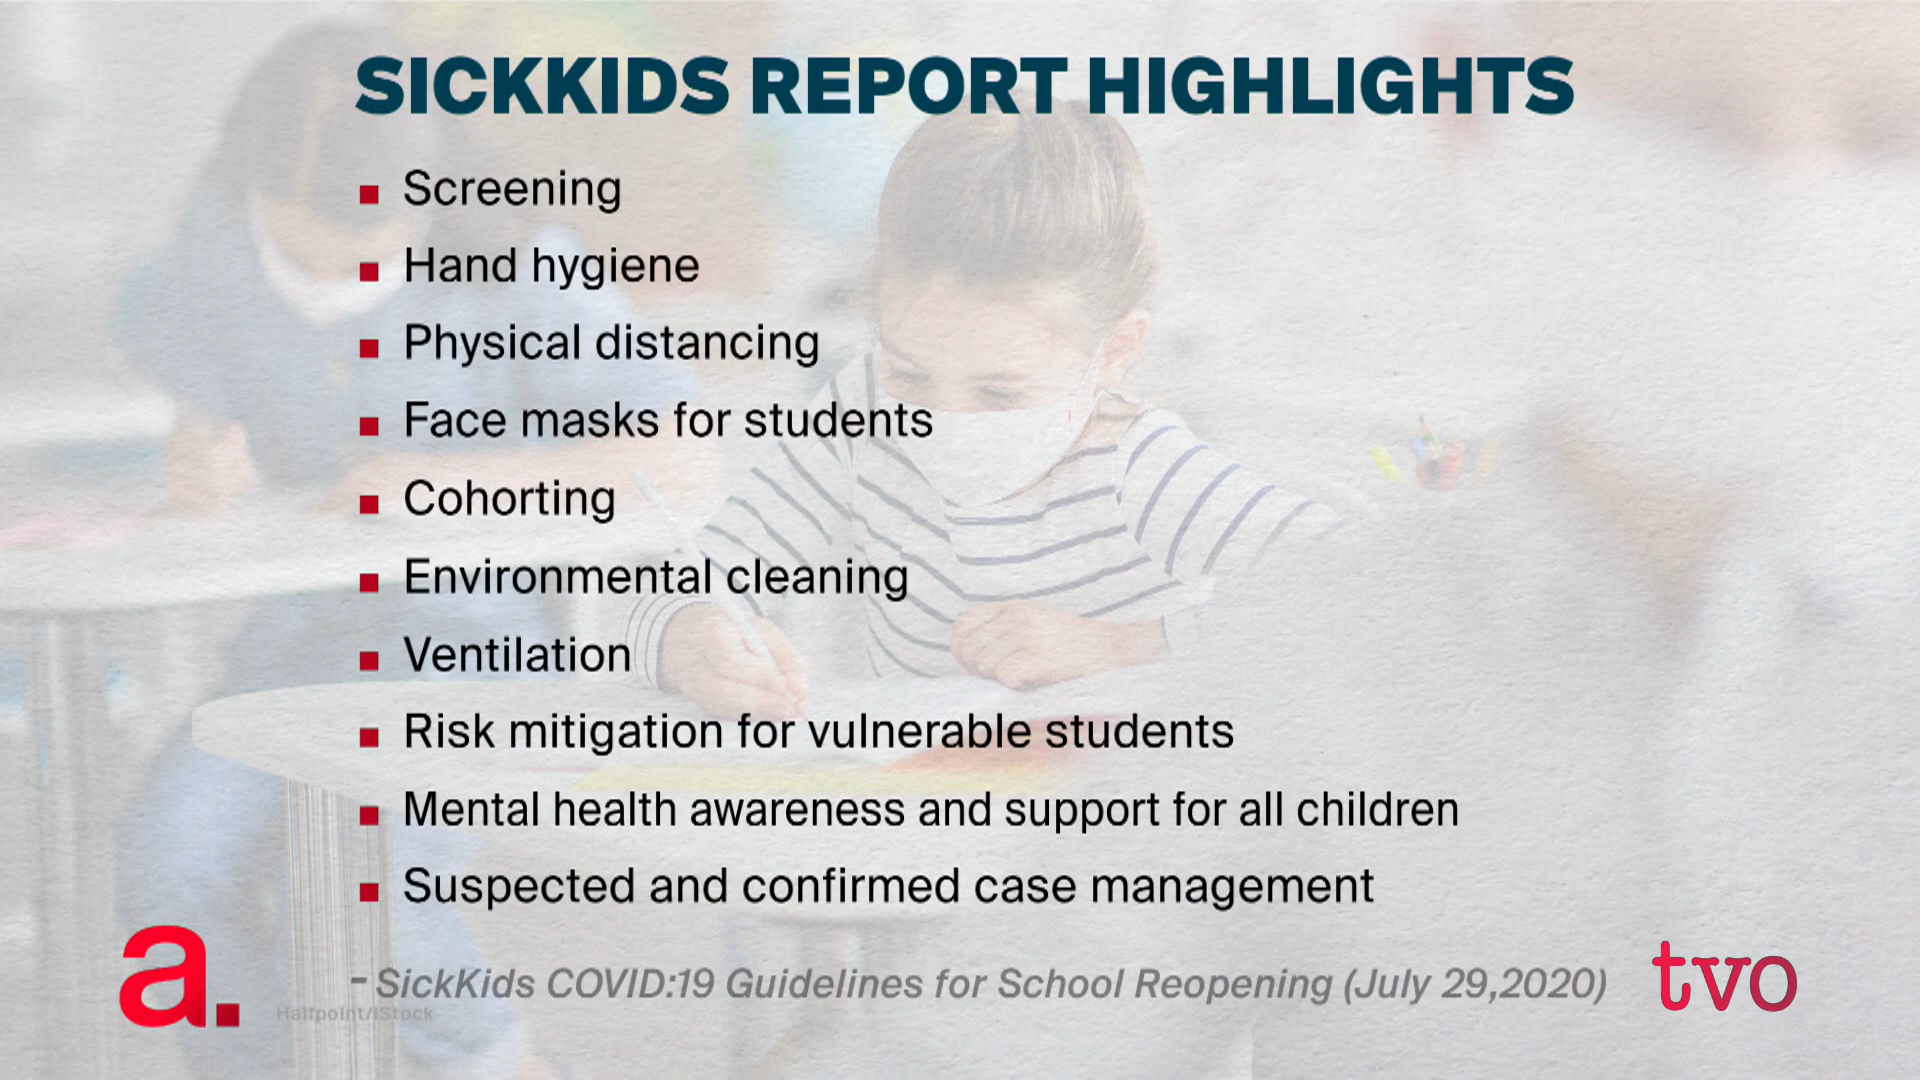 SICKKIDS REPORT HIGHLIGHTS
▪ Screening
▪ Hand hygiene
▪ Physical distancing
▪ Face masks for students
▪ Cohorting
▪ Environmental cleaning
▪ Ventilation
▪ Risk mitigation for vulnerable students
▪ Mental health awareness and support for all children
▪ Suspected and confirmed case management
- SickKids COVID:19 Guidelines for School Reopening (July 29,2020)
a.
Halfpoint/iStock
tvo